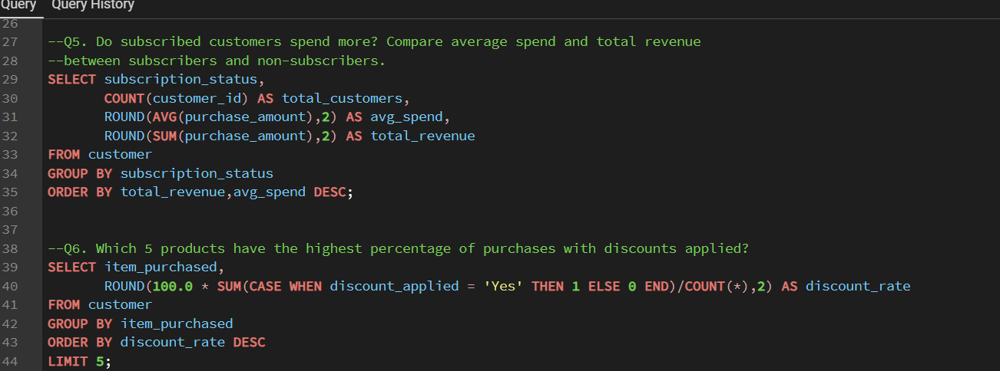 Query Query History
26
27 --Q5. Do subscribed customers spend more? Compare average spend and total revenue
28 --between subscribers and non-subscribers.
29 SELECT subscription_status,
30 COUNT(customer_id) AS total_customers,
31 ROUND(AVG(purchase_amount),2) AS avg_spend,
32 ROUND(SUM(purchase_amount),2) AS total_revenue
33 FROM customer
34 GROUP BY subscription_status
35 ORDER BY total_revenue,avg_spend DESC;
36
37
38 --Q6. Which 5 products have the highest percentage of purchases with discounts applied?
39 SELECT item_purchased,
40 ROUND(100.0 * SUM(CASE WHEN discount_applied = 'Yes' THEN 1 ELSE 0 END)/COUNT(*),2) AS discount_rate
41 FROM customer
42 GROUP BY item_purchased
43 ORDER BY discount_rate DESC
44 LIMIT 5;